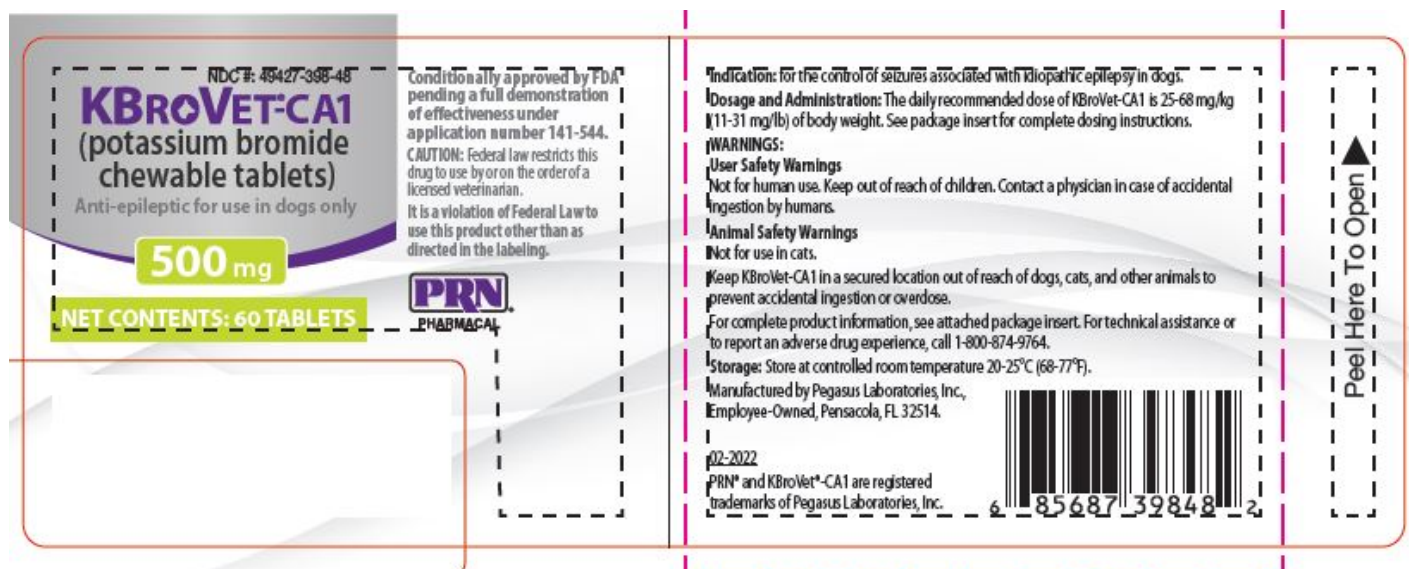 NDC #: 49427-398-48
KBROVET®-CA1
(potassium bromide
chewable tablets)
Anti-epileptic for use in dogs only
500 mg
NET CONTENTS: 60 TABLETS
Conditionally approved by FDA
pending a full demonstration
of effectiveness under
application number 141-544.
CAUTION: Federal law restricts this
drug to use by or on the order of a
licensed veterinarian.
It is a violation of Federal Law to
use this product other than as
directed in the labeling.
PRN®
PHARMACAL
Indication: for the control of seizures associated with idiopathic epilepsy in dogs.
Dosage and Administration: The daily recommended dose of KBroVet-CA1 is 25-68 mg/kg
(11-31 mg/lb) of body weight. See package insert for complete dosing instructions.
WARNINGS:
User Safety Warnings
Not for human use. Keep out of reach of children. Contact a physician in case of accidental
ingestion by humans.
Animal Safety Warnings
Not for use in cats.
Keep KBroVet-CA1 in a secured location out of reach of dogs, cats, and other animals to
prevent accidental ingestion or overdose.
For complete product information, see attached package insert. For technical assistance or
to report an adverse drug experience, call 1-800-874-9764.
Storage: Store at controlled room temperature 20-25°C (68-77°F).
Manufactured by Pegasus Laboratories, Inc.,
Employee-Owned, Pensacola, FL 32514.
02-2022
PRN® and KBroVet®-CA1 are registered
trademarks of Pegasus Laboratories, Inc.
6 85687 39848 2
Peel Here To Open ▶